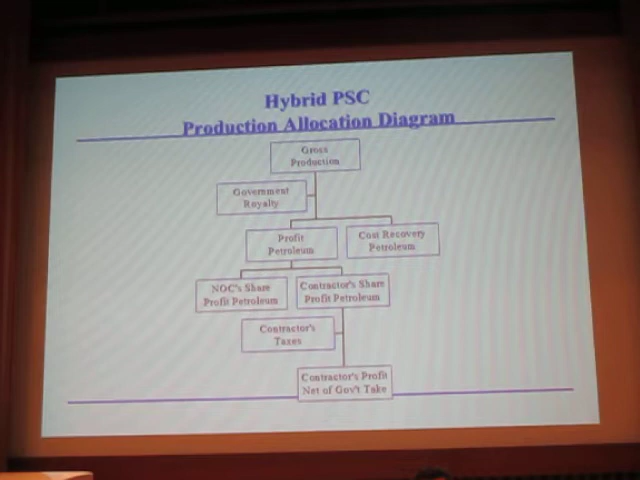 Hybrid PSC
Production Allocation Diagram
Gross
Production
Government
Royalty
Profit
Petroleum
Cost Recovery
Petroleum
NOC's Share
Profit Petroleum
Contractor's Share
Profit Petroleum
Contractor's
Taxes
Contractor's Profit
Net of Gov't Take